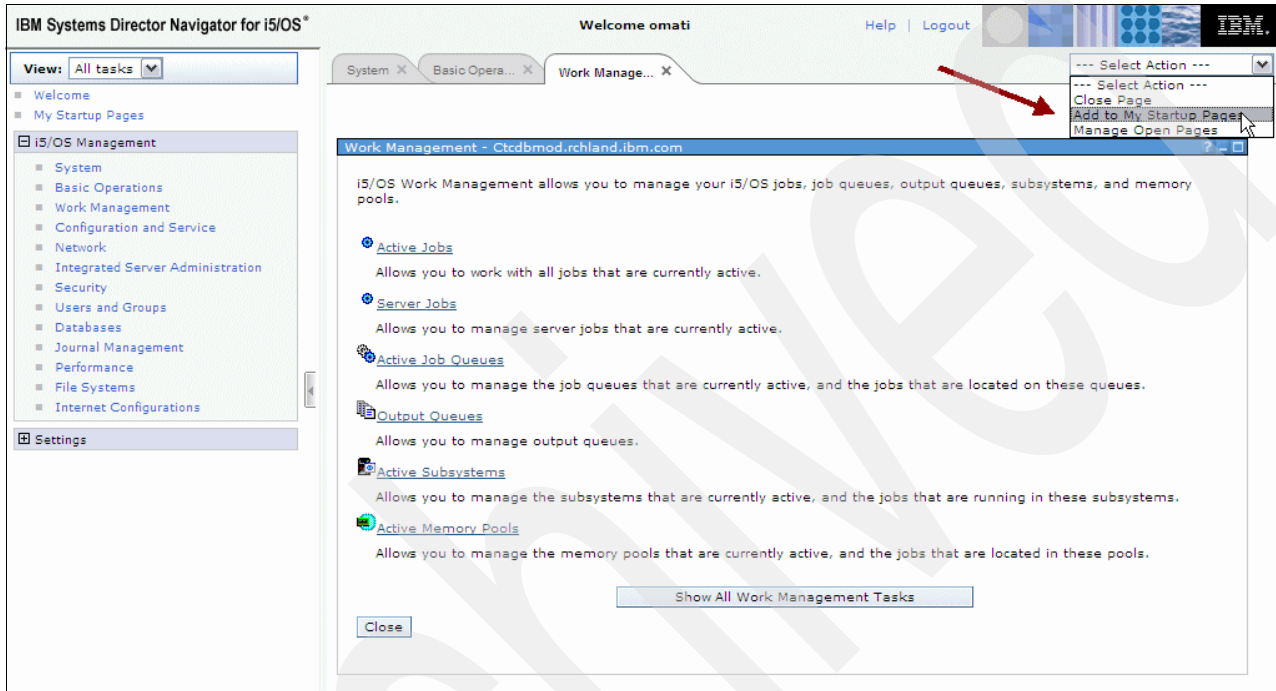 IBM Systems Director Navigator for i5/OS®
Welcome omati
Help | Logout
IBM.
View: All tasks
Welcome
My Startup Pages
i5/OS Management
System
Basic Operations
Work Management
Configuration and Service
Network
Integrated Server Administration
Security
Users and Groups
Databases
Journal Management
Performance
File Systems
Internet Configurations
Settings
System X
Basic Opera... X
Work Manage... X
--- Select Action ---
--- Select Action ---
Close Page
Add to My Startup Pages
Manage Open Pages
Work Management - Ctcdbmod.rchland.ibm.com
?
i5/OS Work Management allows you to manage your i5/OS jobs, job queues, output queues, subsystems, and memory
pools.
Active Jobs
Allows you to work with all jobs that are currently active.
Server Jobs
Allows you to manage server jobs that are currently active.
Active Job Queues
Allows you to manage the job queues that are currently active, and the jobs that are located on these queues.
Output Queues
Allows you to manage output queues.
Active Subsystems
Allows you to manage the subsystems that are currently active, and the jobs that are running in these subsystems.
Active Memory Pools
Allows you to manage the memory pools that are currently active, and the jobs that are located in these pools.
Show All Work Management Tasks
Close